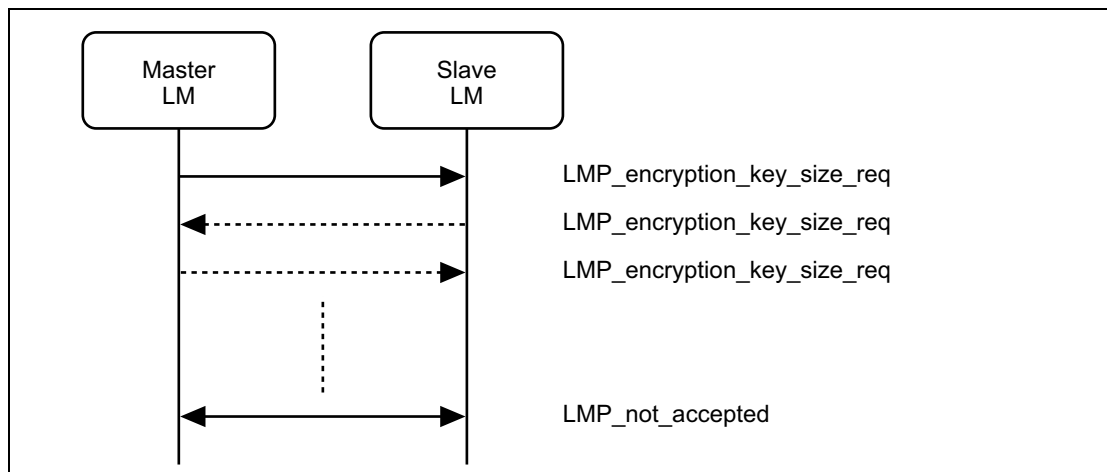 Master
LM
Slave
LM
LMP_encryption_key_size_req
LMP_encryption_key_size_req
LMP_encryption_key_size_req
LMP_not_accepted